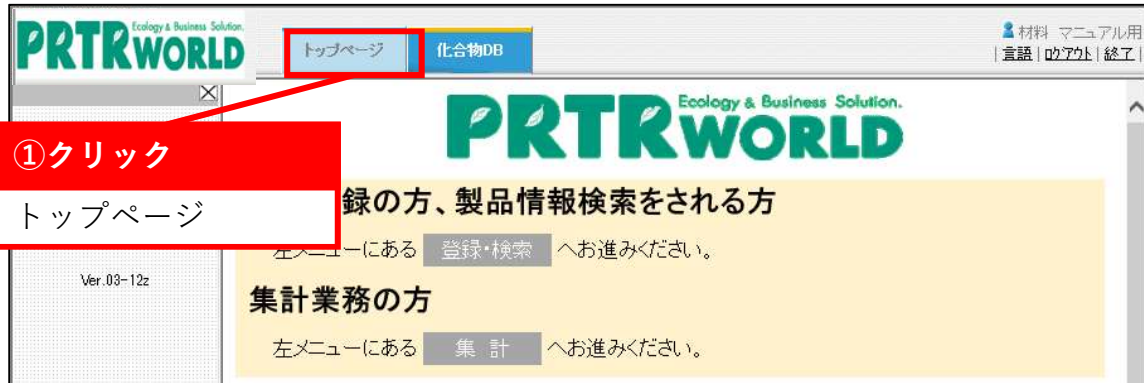 PRTR WORLD Ecology & Business Solution.
トップページ
化合物DB
材料 マニュアル用
|言語|ログアウト|終了|
①クリック
トップページ
Ver.03-12z
PRTR WORLD Ecology & Business Solution.
録の方、製品情報検索をされる方
左メニューにある 登録・検索 へお進みください。
集計業務の方
左メニューにある 集 計 へお進みください。